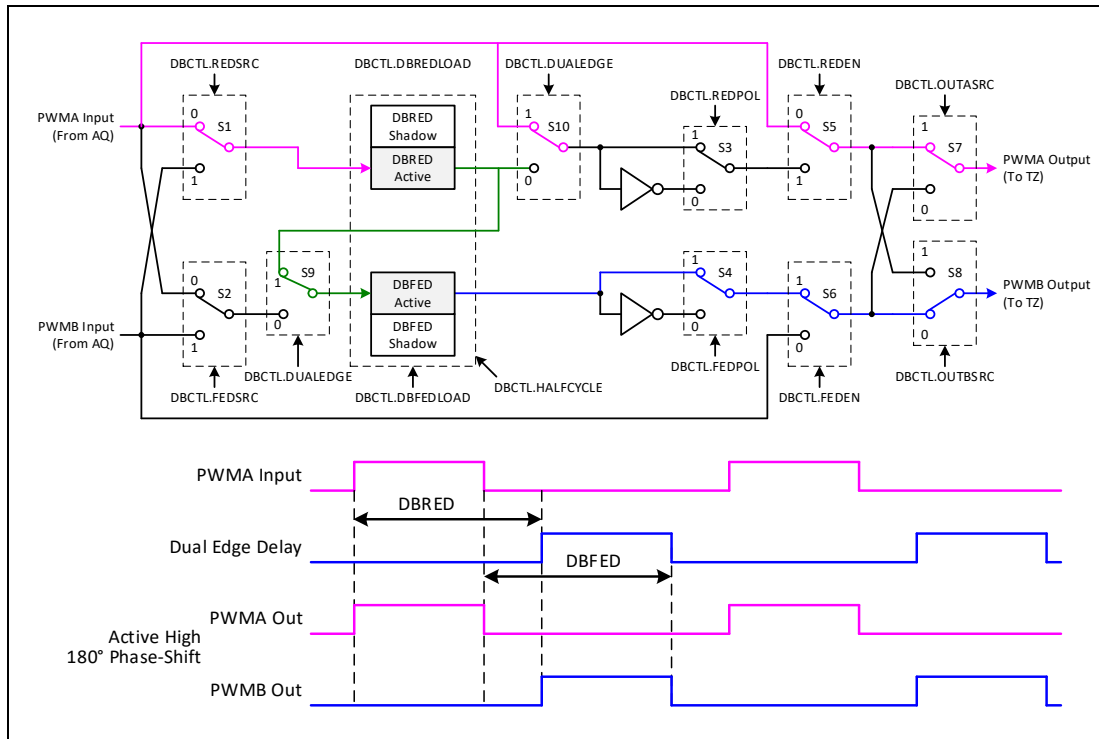 DBCTL.REDSRC
DBCTL.DBREDLOAD
DBCTL.DUALEDGE
DBCTL.REDEN
DBCTL.REDPOL
DBCTL.OUTASRC
PWMA Input
(From AQ)
0
S1
1
DBRED
Shadow
DBRED
Active
1
S10
0
1
S3
0
0
S5
1
1
S7
0
PWMA Output
(To TZ)
PWMB Input
(From AQ)
0
S2
1
1
S9
0
DBFED
Active
DBFED
Shadow
1
S4
0
1
S6
0
1
S8
0
PWMB Output
(To TZ)
DBCTL.DUALEDGE
DBCTL.FEDSRC
DBCTL.DBFEDLOAD
DBCTL.HALFCYCLE
DBCTL.FEDPOL
DBCTL.FEDEN
DBCTL.OUTBSRC
PWMA Input
DBRED
Dual Edge Delay
DBFED
PWMA Out
Active High
180° Phase-Shift
PWMB Out